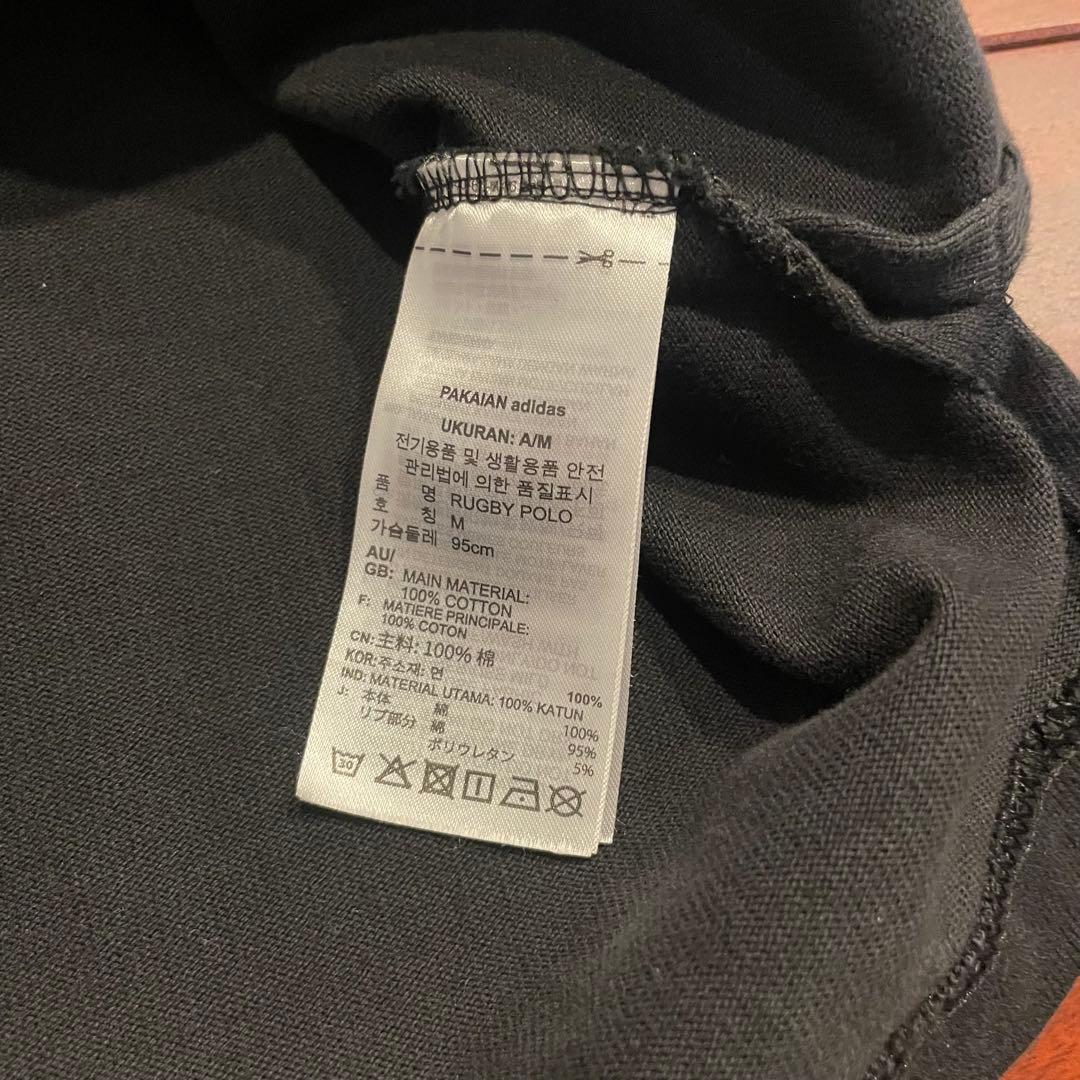 PAKAIAN adidas
UKURAN: A/M
전기용품 및 생활용품 안전
관리법에 의한 품질표시
품 명 RUGBY POLO
호 칭 M
가슴둘레 95cm
AU/
GB: MAIN MATERIAL:
100% COTTON
F: MATIERE PRINCIPALE:
100% COTON
CN: 主料: 100% 棉
KOR: 주소재: 면 100%
IND: MATERIAL UTAMA: 100% KATUN
J: 本体 綿 100%
リブ部分 綿 95%
ポリウレタン 5%
30